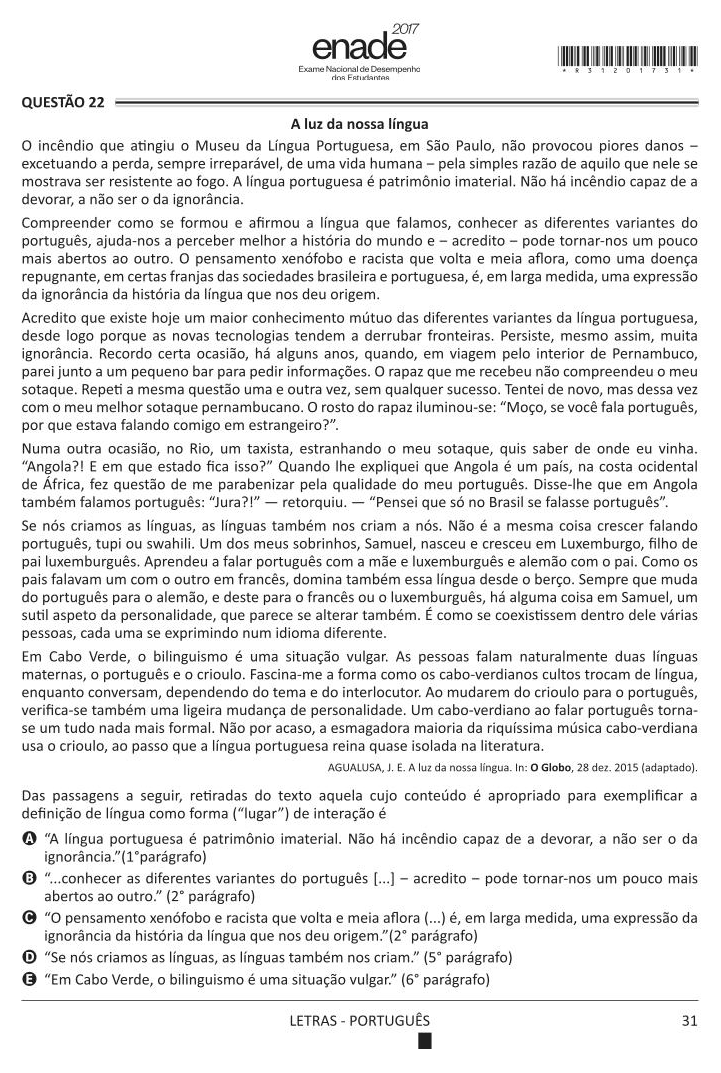 2017
enade
Exame Nacional de Desempenho
dos Estudantes
* R 3 1 2 0 1 7 3 1 *
QUESTÃO 22
A luz da nossa língua
O incêndio que atingiu o Museu da Língua Portuguesa, em São Paulo, não provocou piores danos –
excetuando a perda, sempre irreparável, de uma vida humana – pela simples razão de aquilo que nele se
mostrava ser resistente ao fogo. A língua portuguesa é patrimônio imaterial. Não há incêndio capaz de a
devorar, a não ser o da ignorância.
Compreender como se formou e afirmou a língua que falamos, conhecer as diferentes variantes do
português, ajuda-nos a perceber melhor a história do mundo e – acredito – pode tornar-nos um pouco
mais abertos ao outro. O pensamento xenófobo e racista que volta e meia aflora, como uma doença
repugnante, em certas franjas das sociedades brasileira e portuguesa, é, em larga medida, uma expressão
da ignorância da história da língua que nos deu origem.
Acredito que existe hoje um maior conhecimento mútuo das diferentes variantes da língua portuguesa,
desde logo porque as novas tecnologias tendem a derrubar fronteiras. Persiste, mesmo assim, muita
ignorância. Recordo certa ocasião, há alguns anos, quando, em viagem pelo interior de Pernambuco,
parei junto a um pequeno bar para pedir informações. O rapaz que me recebeu não compreendeu o meu
sotaque. Repeti a mesma questão uma e outra vez, sem qualquer sucesso. Tentei de novo, mas dessa vez
com o meu melhor sotaque pernambucano. O rosto do rapaz iluminou-se: “Moço, se você fala português,
por que estava falando comigo em estrangeiro?”.
Numa outra ocasião, no Rio, um taxista, estranhando o meu sotaque, quis saber de onde eu vinha.
“Angola?! E em que estado fica isso?” Quando lhe expliquei que Angola é um país, na costa ocidental
de África, fez questão de me parabenizar pela qualidade do meu português. Disse-lhe que em Angola
também falamos português: “Jura?!” — retorquiu. — “Pensei que só no Brasil se falasse português”.
Se nós criamos as línguas, as línguas também nos criam a nós. Não é a mesma coisa crescer falando
português, tupi ou swahili. Um dos meus sobrinhos, Samuel, nasceu e cresceu em Luxemburgo, filho de
pai luxemburguês. Aprendeu a falar português com a mãe e luxemburguês e alemão com o pai. Como os
pais falavam um com o outro em francês, domina também essa língua desde o berço. Sempre que muda
do português para o alemão, e deste para o francês ou o luxemburguês, há alguma coisa em Samuel, um
sutil aspeto da personalidade, que parece se alterar também. É como se coexistissem dentro dele várias
pessoas, cada uma se exprimindo num idioma diferente.
Em Cabo Verde, o bilinguismo é uma situação vulgar. As pessoas falam naturalmente duas línguas
maternas, o português e o crioulo. Fascina-me a forma como os cabo-verdianos cultos trocam de língua,
enquanto conversam, dependendo do tema e do interlocutor. Ao mudarem do crioulo para o português,
verifica-se também uma ligeira mudança de personalidade. Um cabo-verdiano ao falar português torna-
se um tudo nada mais formal. Não por acaso, a esmagadora maioria da riquíssima música cabo-verdiana
usa o crioulo, ao passo que a língua portuguesa reina quase isolada na literatura.
AGUALUSA, J. E. A luz da nossa língua. In: O Globo, 28 dez. 2015 (adaptado).
Das passagens a seguir, retiradas do texto aquela cujo conteúdo é apropriado para exemplificar a
definição de língua como forma (“lugar”) de interação é
A “A língua portuguesa é patrimônio imaterial. Não há incêndio capaz de a devorar, a não ser o da
ignorância.”(1°parágrafo)
B “...conhecer as diferentes variantes do português [...] – acredito – pode tornar-nos um pouco mais
abertos ao outro.” (2° parágrafo)
C “O pensamento xenófobo e racista que volta e meia aflora (...) é, em larga medida, uma expressão da
ignorância da história da língua que nos deu origem.”(2° parágrafo)
D “Se nós criamos as línguas, as línguas também nos criam.” (5° parágrafo)
E “Em Cabo Verde, o bilinguismo é uma situação vulgar.” (6° parágrafo)
LETRAS - PORTUGUÊS
31